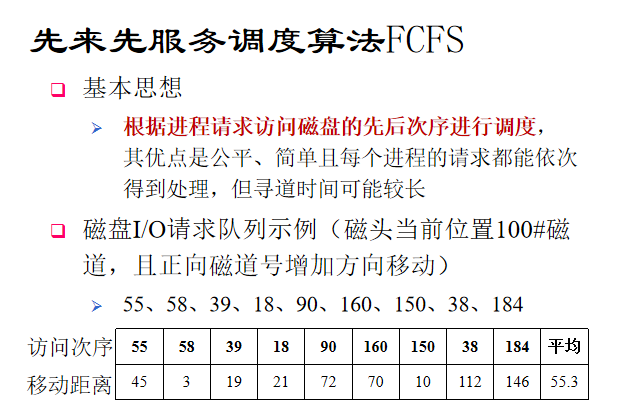 先来先服务调度算法FCFS
基本思想
根据进程请求访问磁盘的先后次序进行调度，
其优点是公平、简单且每个进程的请求都能依次
得到处理，但寻道时间可能较长
磁盘I/O请求队列示例（磁头当前位置100#磁
道，且正向磁道号增加方向移动）
55、58、39、18、90、160、150、38、184
访问次序 55 58 39 18 90 160 150 38 184 平均
移动距离 45 3 19 21 72 70 10 112 146 55.3